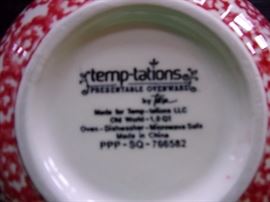 temp-tations
PRESENTABLE OVENWARE
by Tara
Made for Temp-tations LLC
Old World - 1.5 QT
Oven-Dishwasher-Microwave Safe
Made in China
PPP-SQ-766582